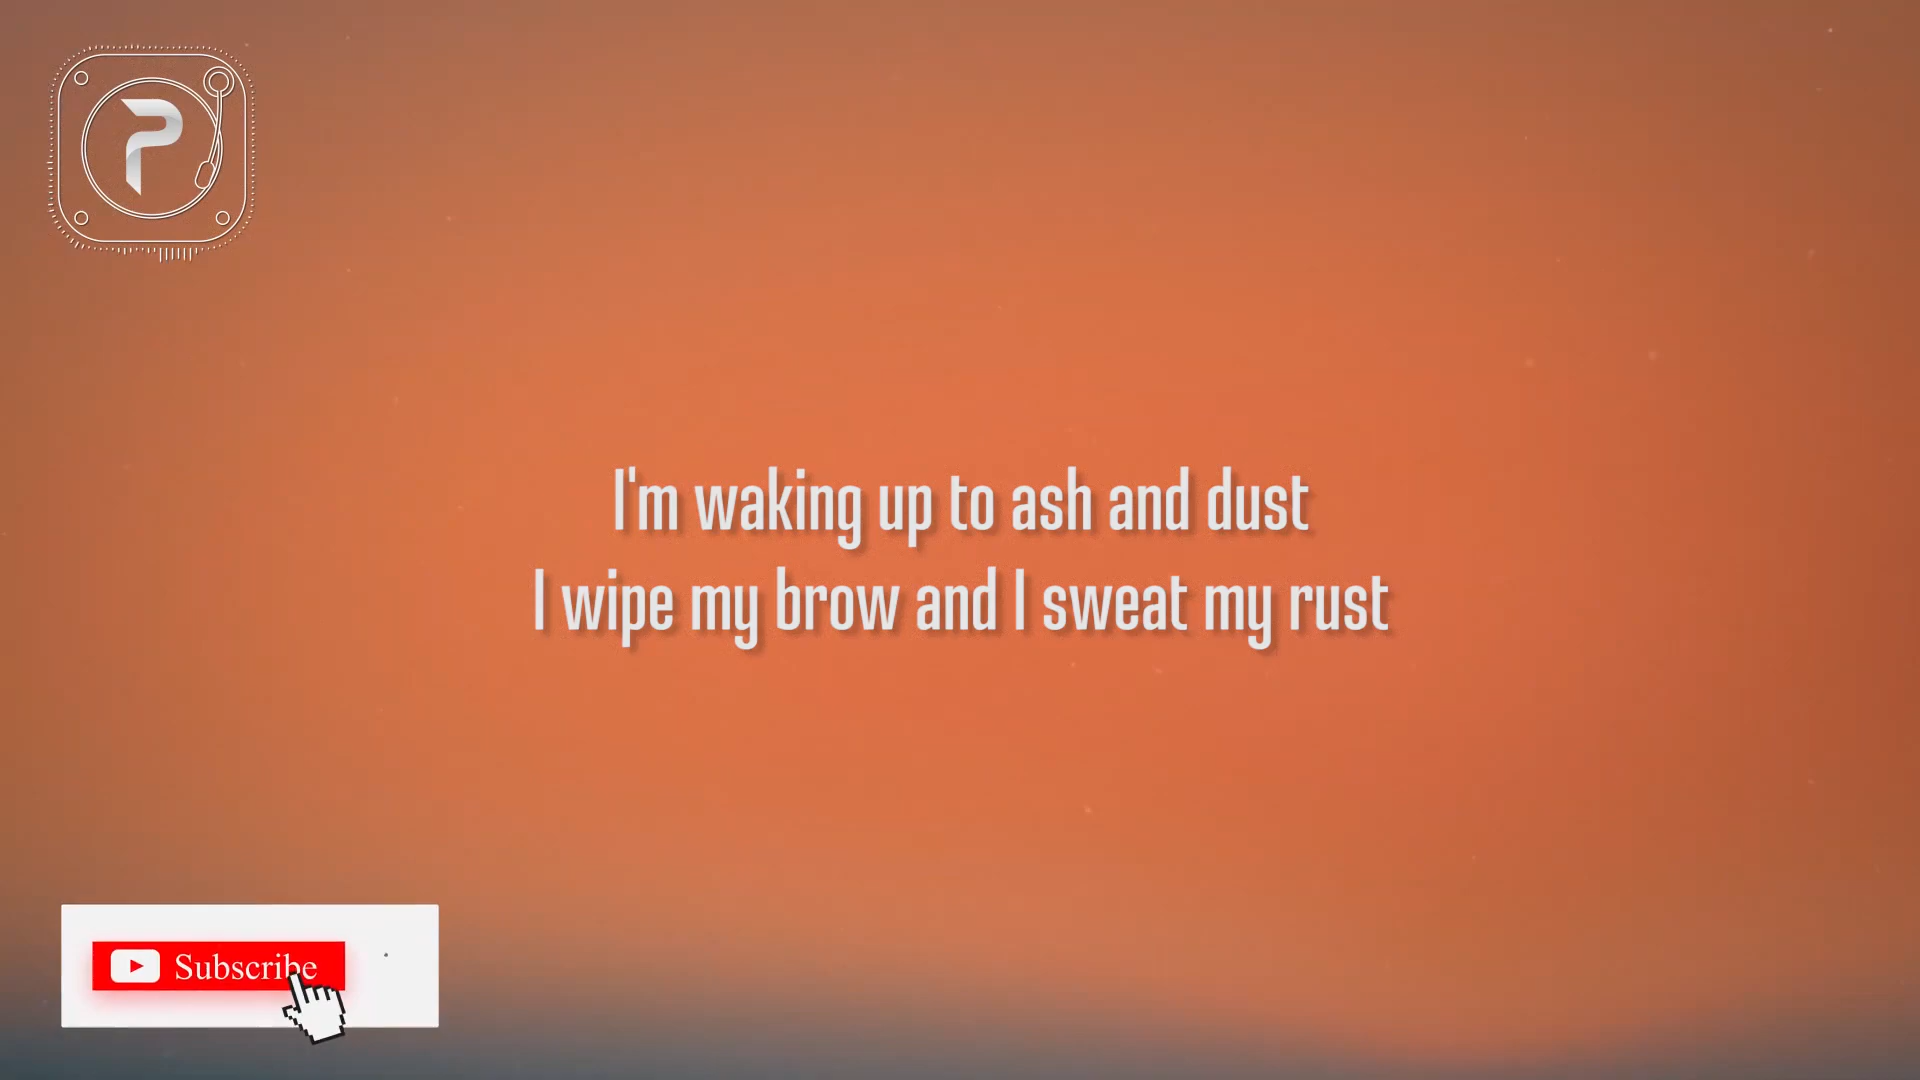 P
I'm waking up to ash and dust
I wipe my brow and I sweat my rust
Subscribe